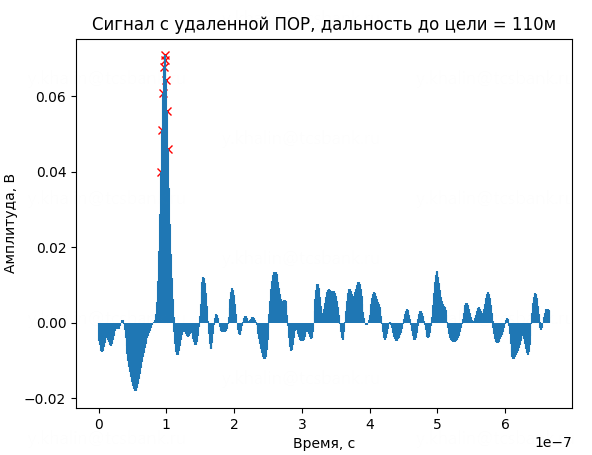 Сигнал с удаленной ПОР, дальность до цели = 110м
Амплитуда, В
0.06
0.04
0.02
0.00
−0.02
0 1 2 3 4 5 6
1e−7
Время, с